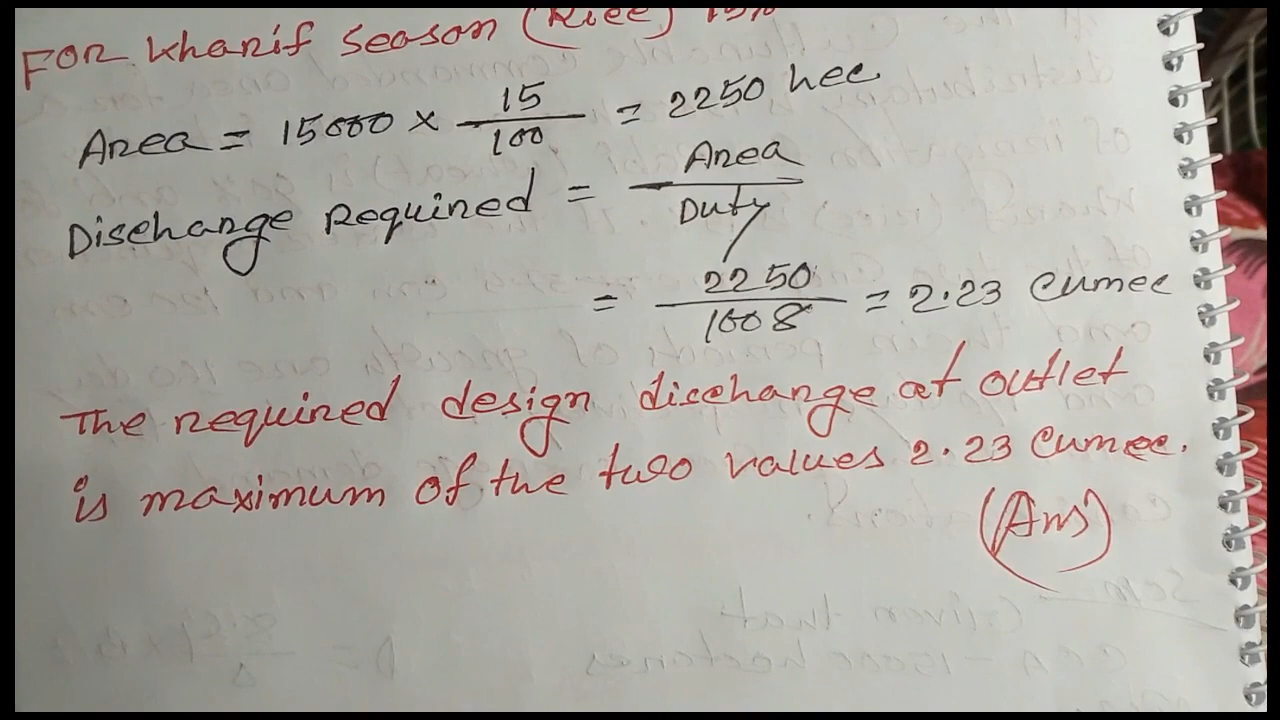 FOR Kharif Season (Rice) 15%
Area = 15000 × 15/100 = 2250 hec
Discharge Required = Area/Duty
= 2250/1008 = 2.23 Cumec
The required design discharge at outlet
is maximum of the two values 2.23 Cumec.
(Ans)